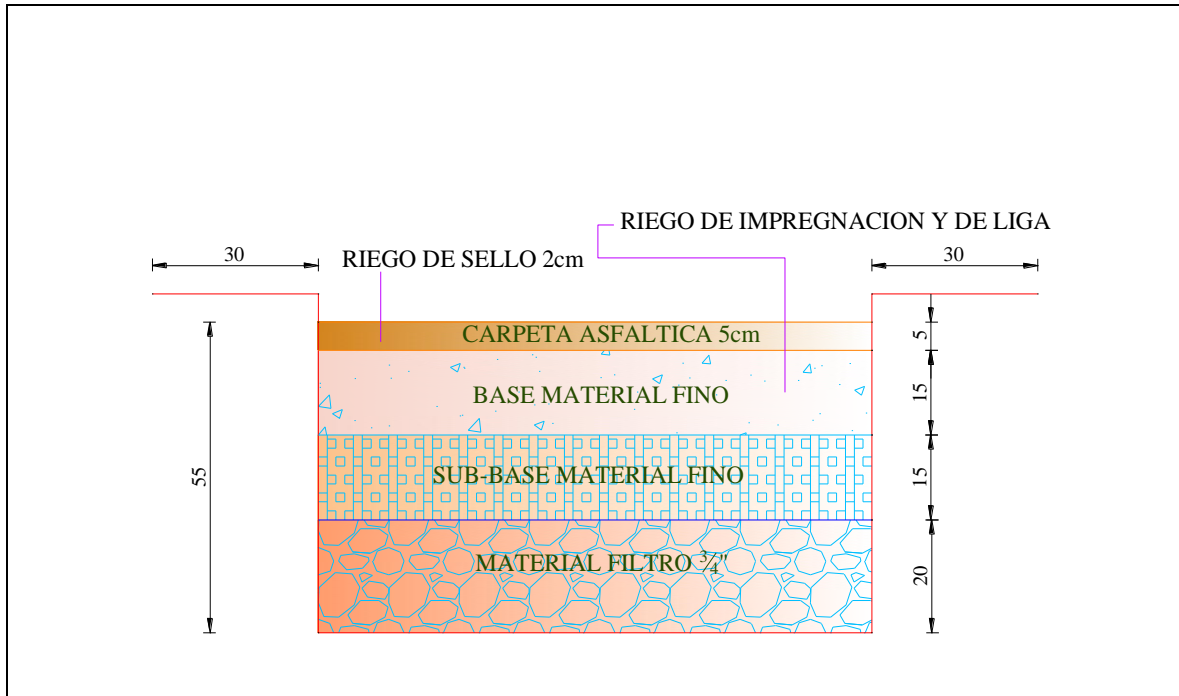 RIEGO DE IMPREGNACION Y DE LIGA
30
RIEGO DE SELLO 2cm
30
CARPETA ASFALTICA 5cm
5
BASE MATERIAL FINO
15
55
SUB-BASE MATERIAL FINO
15
MATERIAL FILTRO ¾"
20